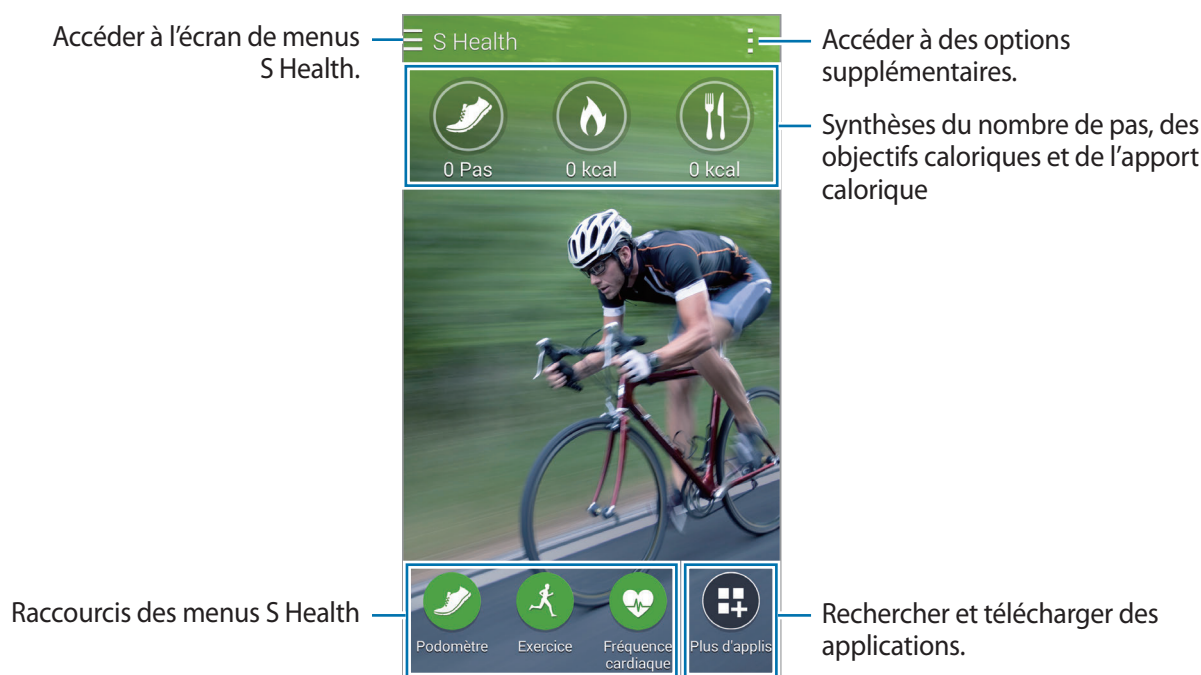 Accéder à l’écran de menus
S Health.
S Health
Accéder à des options
supplémentaires.
0 Pas
0 kcal
0 kcal
Synthèses du nombre de pas, des
objectifs caloriques et de l’apport
calorique
Raccourcis des menus S Health
Podomètre
Exercice
Fréquence
cardiaque
Plus d'applis
Rechercher et télécharger des
applications.